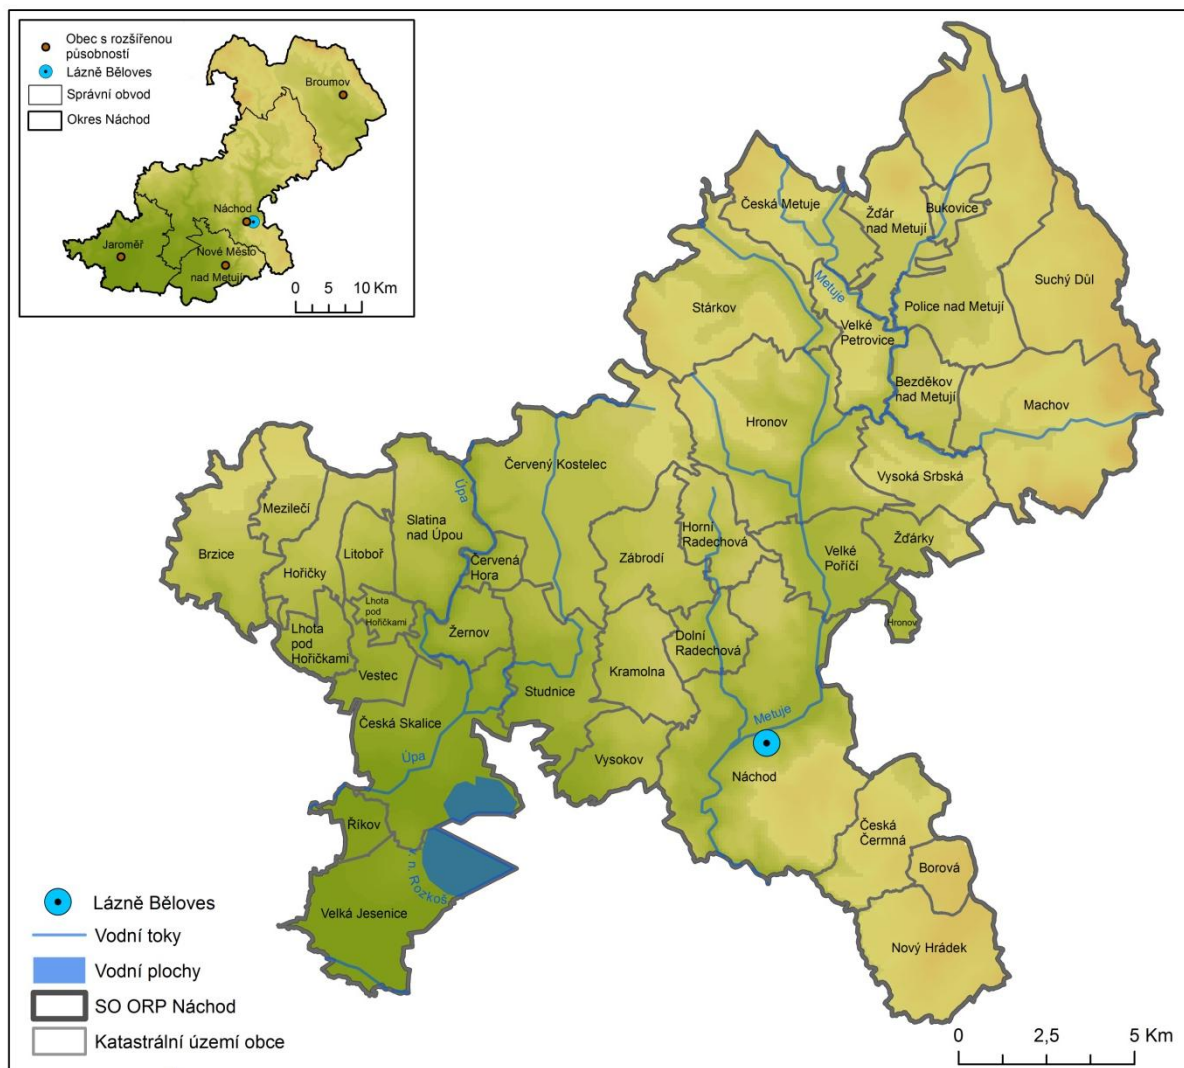 Obec s rozšířenou
působností
Lázně Běloves
Správní obvod
Okres Náchod
Broumov
Náchod
Jaroměř
Nové Město
nad Metují
0 5 10 Km
Česká Metuje
Žďár
nad Metují
Bukovice
Suchý Důl
Metuje
Stárkov
Police nad Metují
Velké
Petrovice
Bezděkov
nad Metují
Machov
Hronov
Červený Kostelec
Vysoká Srbská
Úpa
Mezilečí
Slatina
nad Úpou
Horní
Radechová
Brzice
Litoboř
Zábrodí
Velké
Poříčí
Žďárky
Hořičky
Červená
Hora
Lhota
pod
Hořičkami
Hronov
Lhota
pod
Hořičkami
Žernov
Dolní
Radechová
Vestec
Kramolna
Studnice
Česká Skalice
Metuje
Úpa
Vysokov
Náchod
Říkov
Česká
Čermná
Borová
v. n. Rozkoš
Velká Jesenice
Nový Hrádek
Lázně Běloves
Vodní toky
Vodní plochy
SO ORP Náchod
Katastrální území obce
0 2,5 5 Km